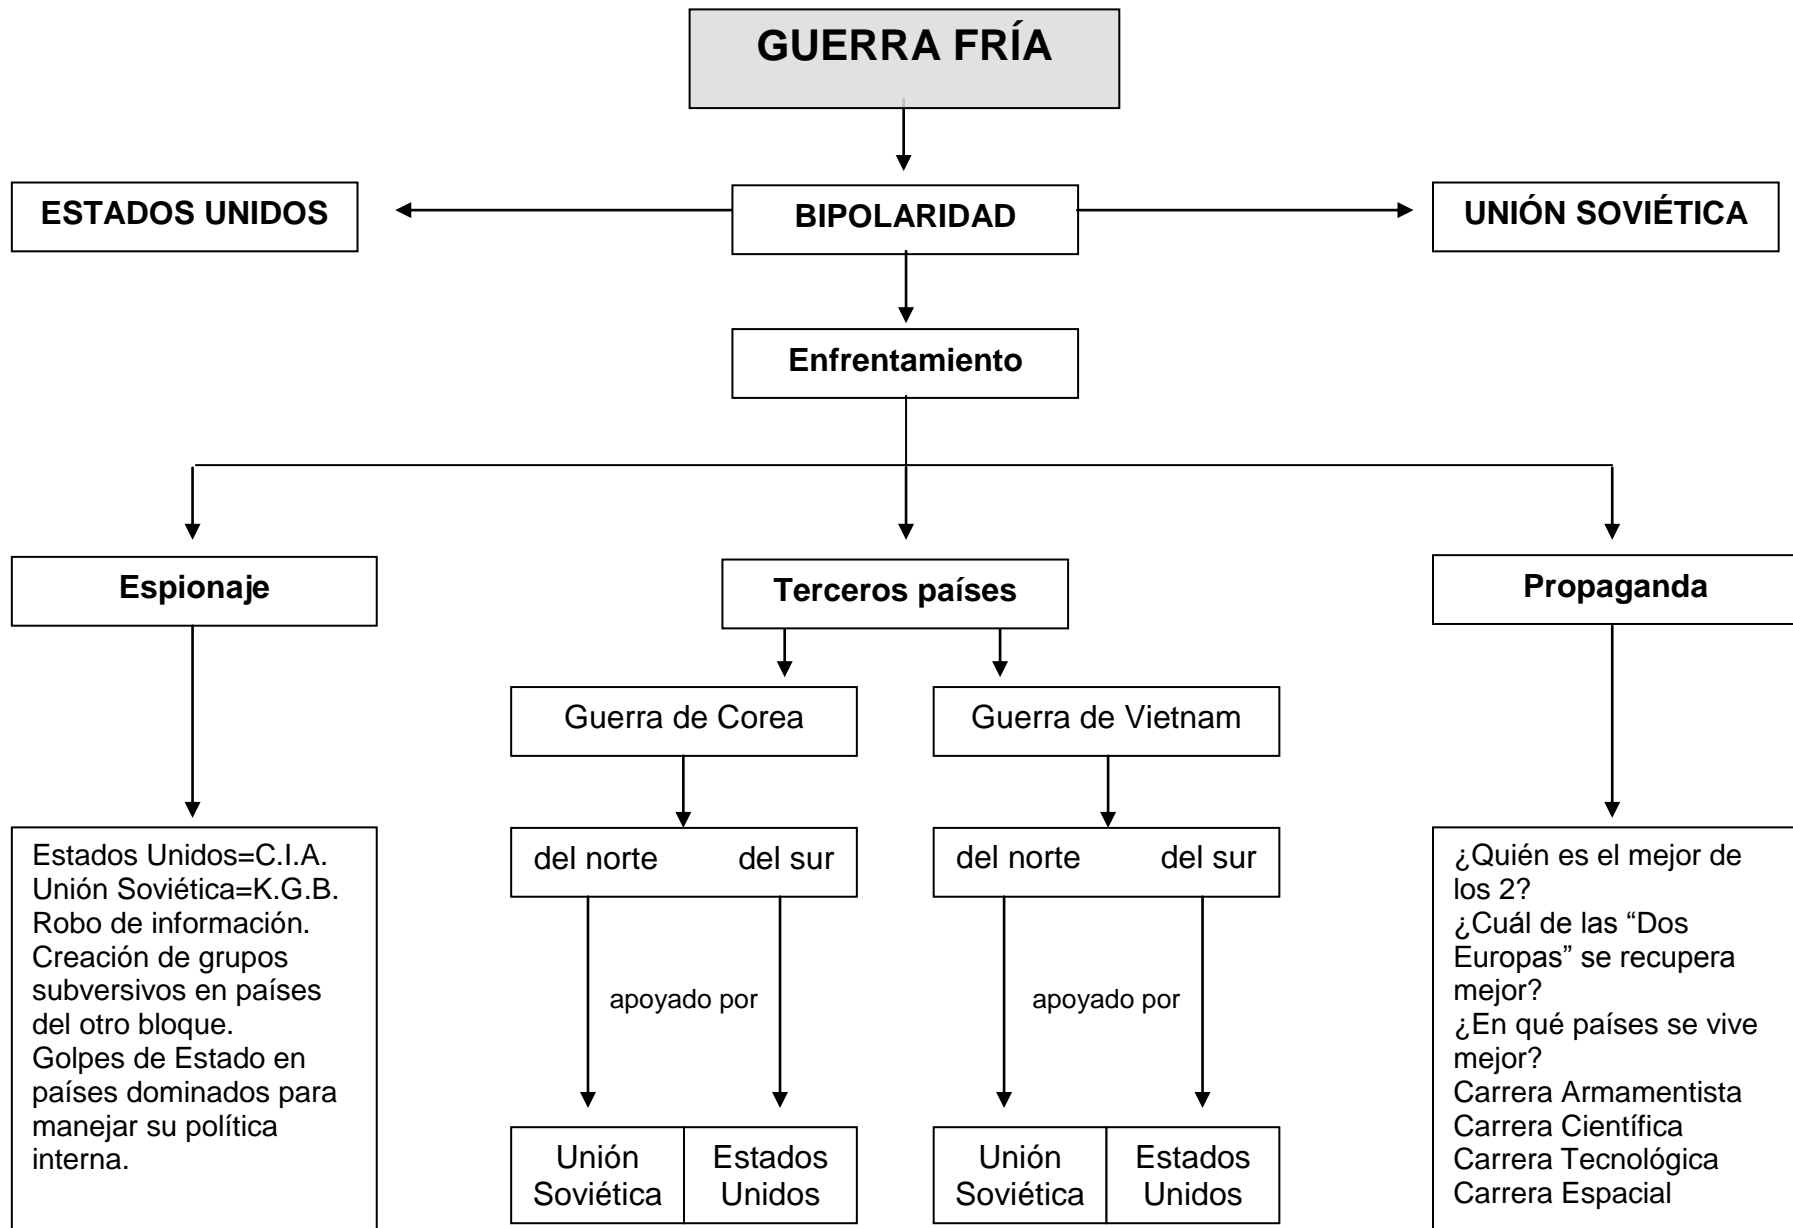 GUERRA FRÍA
ESTADOS UNIDOS
BIPOLARIDAD
UNIÓN SOVIÉTICA
Enfrentamiento
Espionaje
Terceros países
Propaganda
Guerra de Corea
Guerra de Vietnam
Estados Unidos=C.I.A.
Unión Soviética=K.G.B.
Robo de información.
Creación de grupos
subversivos en países
del otro bloque.
Golpes de Estado en
países dominados para
manejar su política
interna.
del norte del sur
apoyado por
Unión
Soviética
Estados
Unidos
del norte del sur
apoyado por
Unión
Soviética
Estados
Unidos
¿Quién es el mejor de
los 2?
¿Cuál de las “Dos
Europas” se recupera
mejor?
¿En qué países se vive
mejor?
Carrera Armamentista
Carrera Científica
Carrera Tecnológica
Carrera Espacial